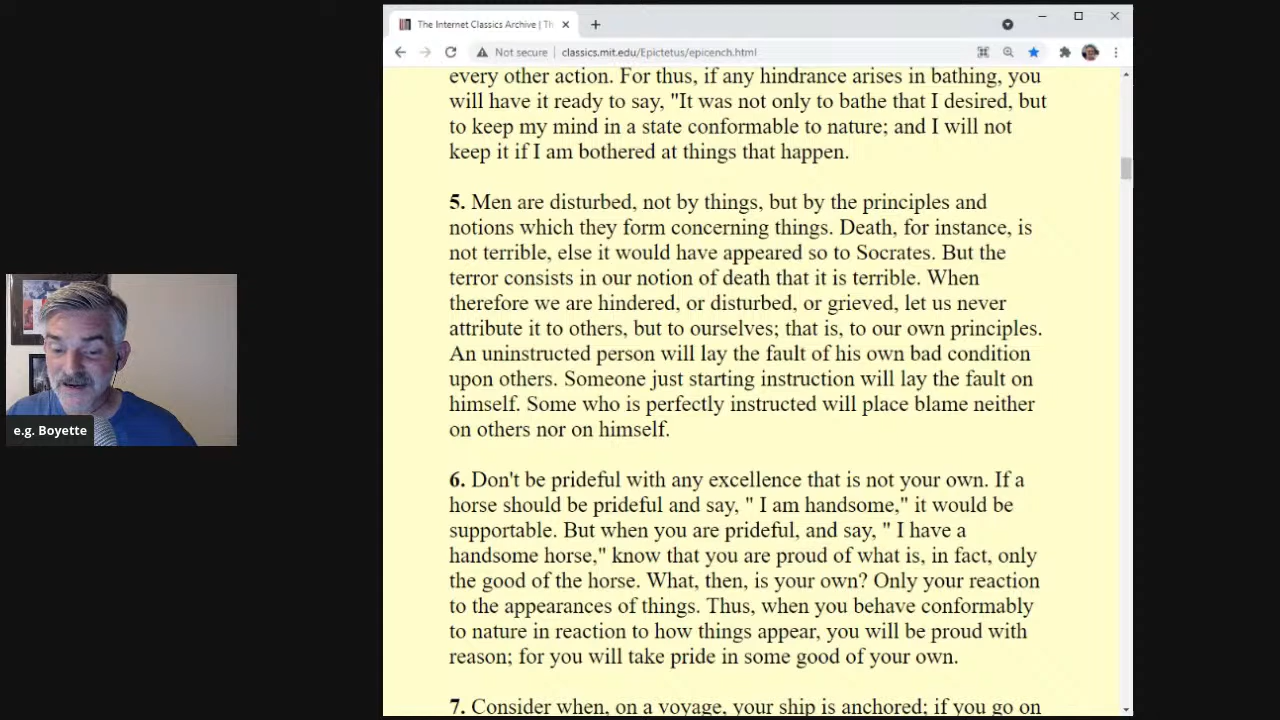 The Internet Classics Archive | Th
Not secure
classics.mit.edu/Epictetus/epicench.html
every other action. For thus, if any hindrance arises in bathing, you
will have it ready to say, "It was not only to bathe that I desired, but
to keep my mind in a state conformable to nature; and I will not
keep it if I am bothered at things that happen.
5. Men are disturbed, not by things, but by the principles and
notions which they form concerning things. Death, for instance, is
not terrible, else it would have appeared so to Socrates. But the
terror consists in our notion of death that it is terrible. When
therefore we are hindered, or disturbed, or grieved, let us never
attribute it to others, but to ourselves; that is, to our own principles.
An uninstructed person will lay the fault of his own bad condition
upon others. Someone just starting instruction will lay the fault on
himself. Some who is perfectly instructed will place blame neither
on others nor on himself.
6. Don't be prideful with any excellence that is not your own. If a
horse should be prideful and say, " I am handsome," it would be
supportable. But when you are prideful, and say, " I have a
handsome horse," know that you are proud of what is, in fact, only
the good of the horse. What, then, is your own? Only your reaction
to the appearances of things. Thus, when you behave conformably
to nature in reaction to how things appear, you will be proud with
reason; for you will take pride in some good of your own.
7. Consider when, on a voyage, your ship is anchored; if you go on
e.g. Boyette